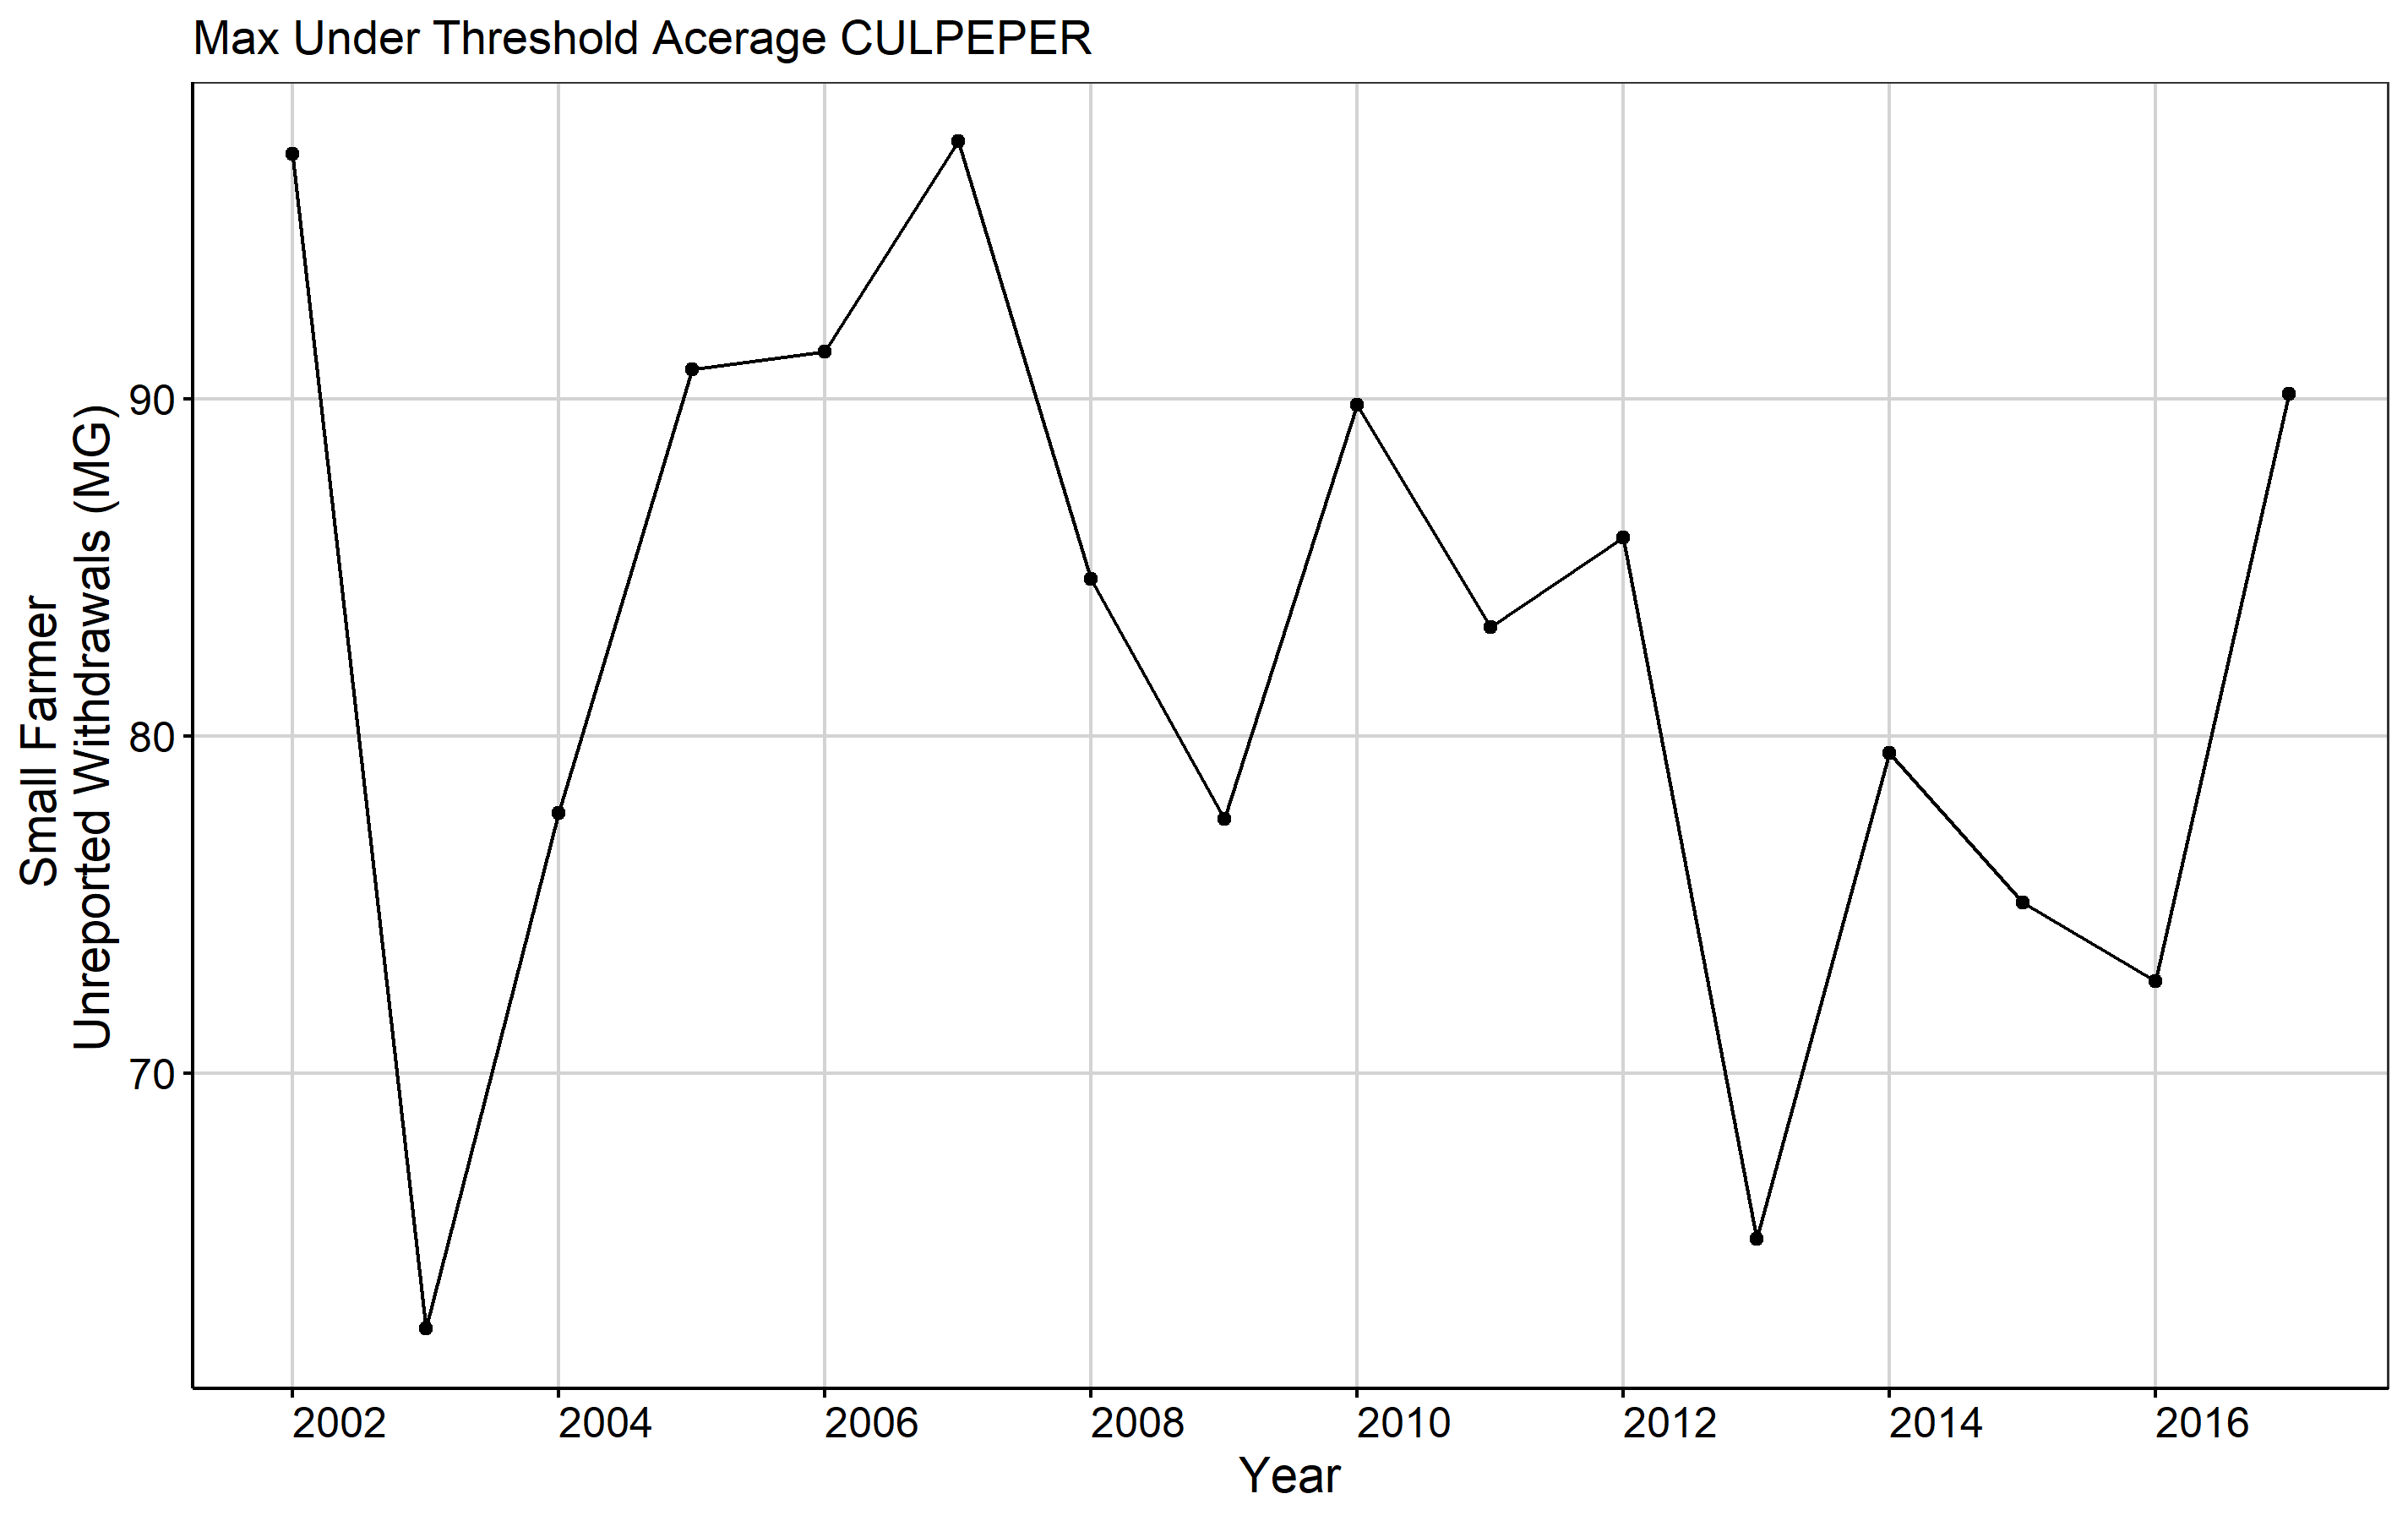 Max Under Threshold Acerage CULPEPER
Small Farmer
Unreported Withdrawals (MG)
90
80
70
2002
2004
2006
2008
2010
2012
2014
2016
Year